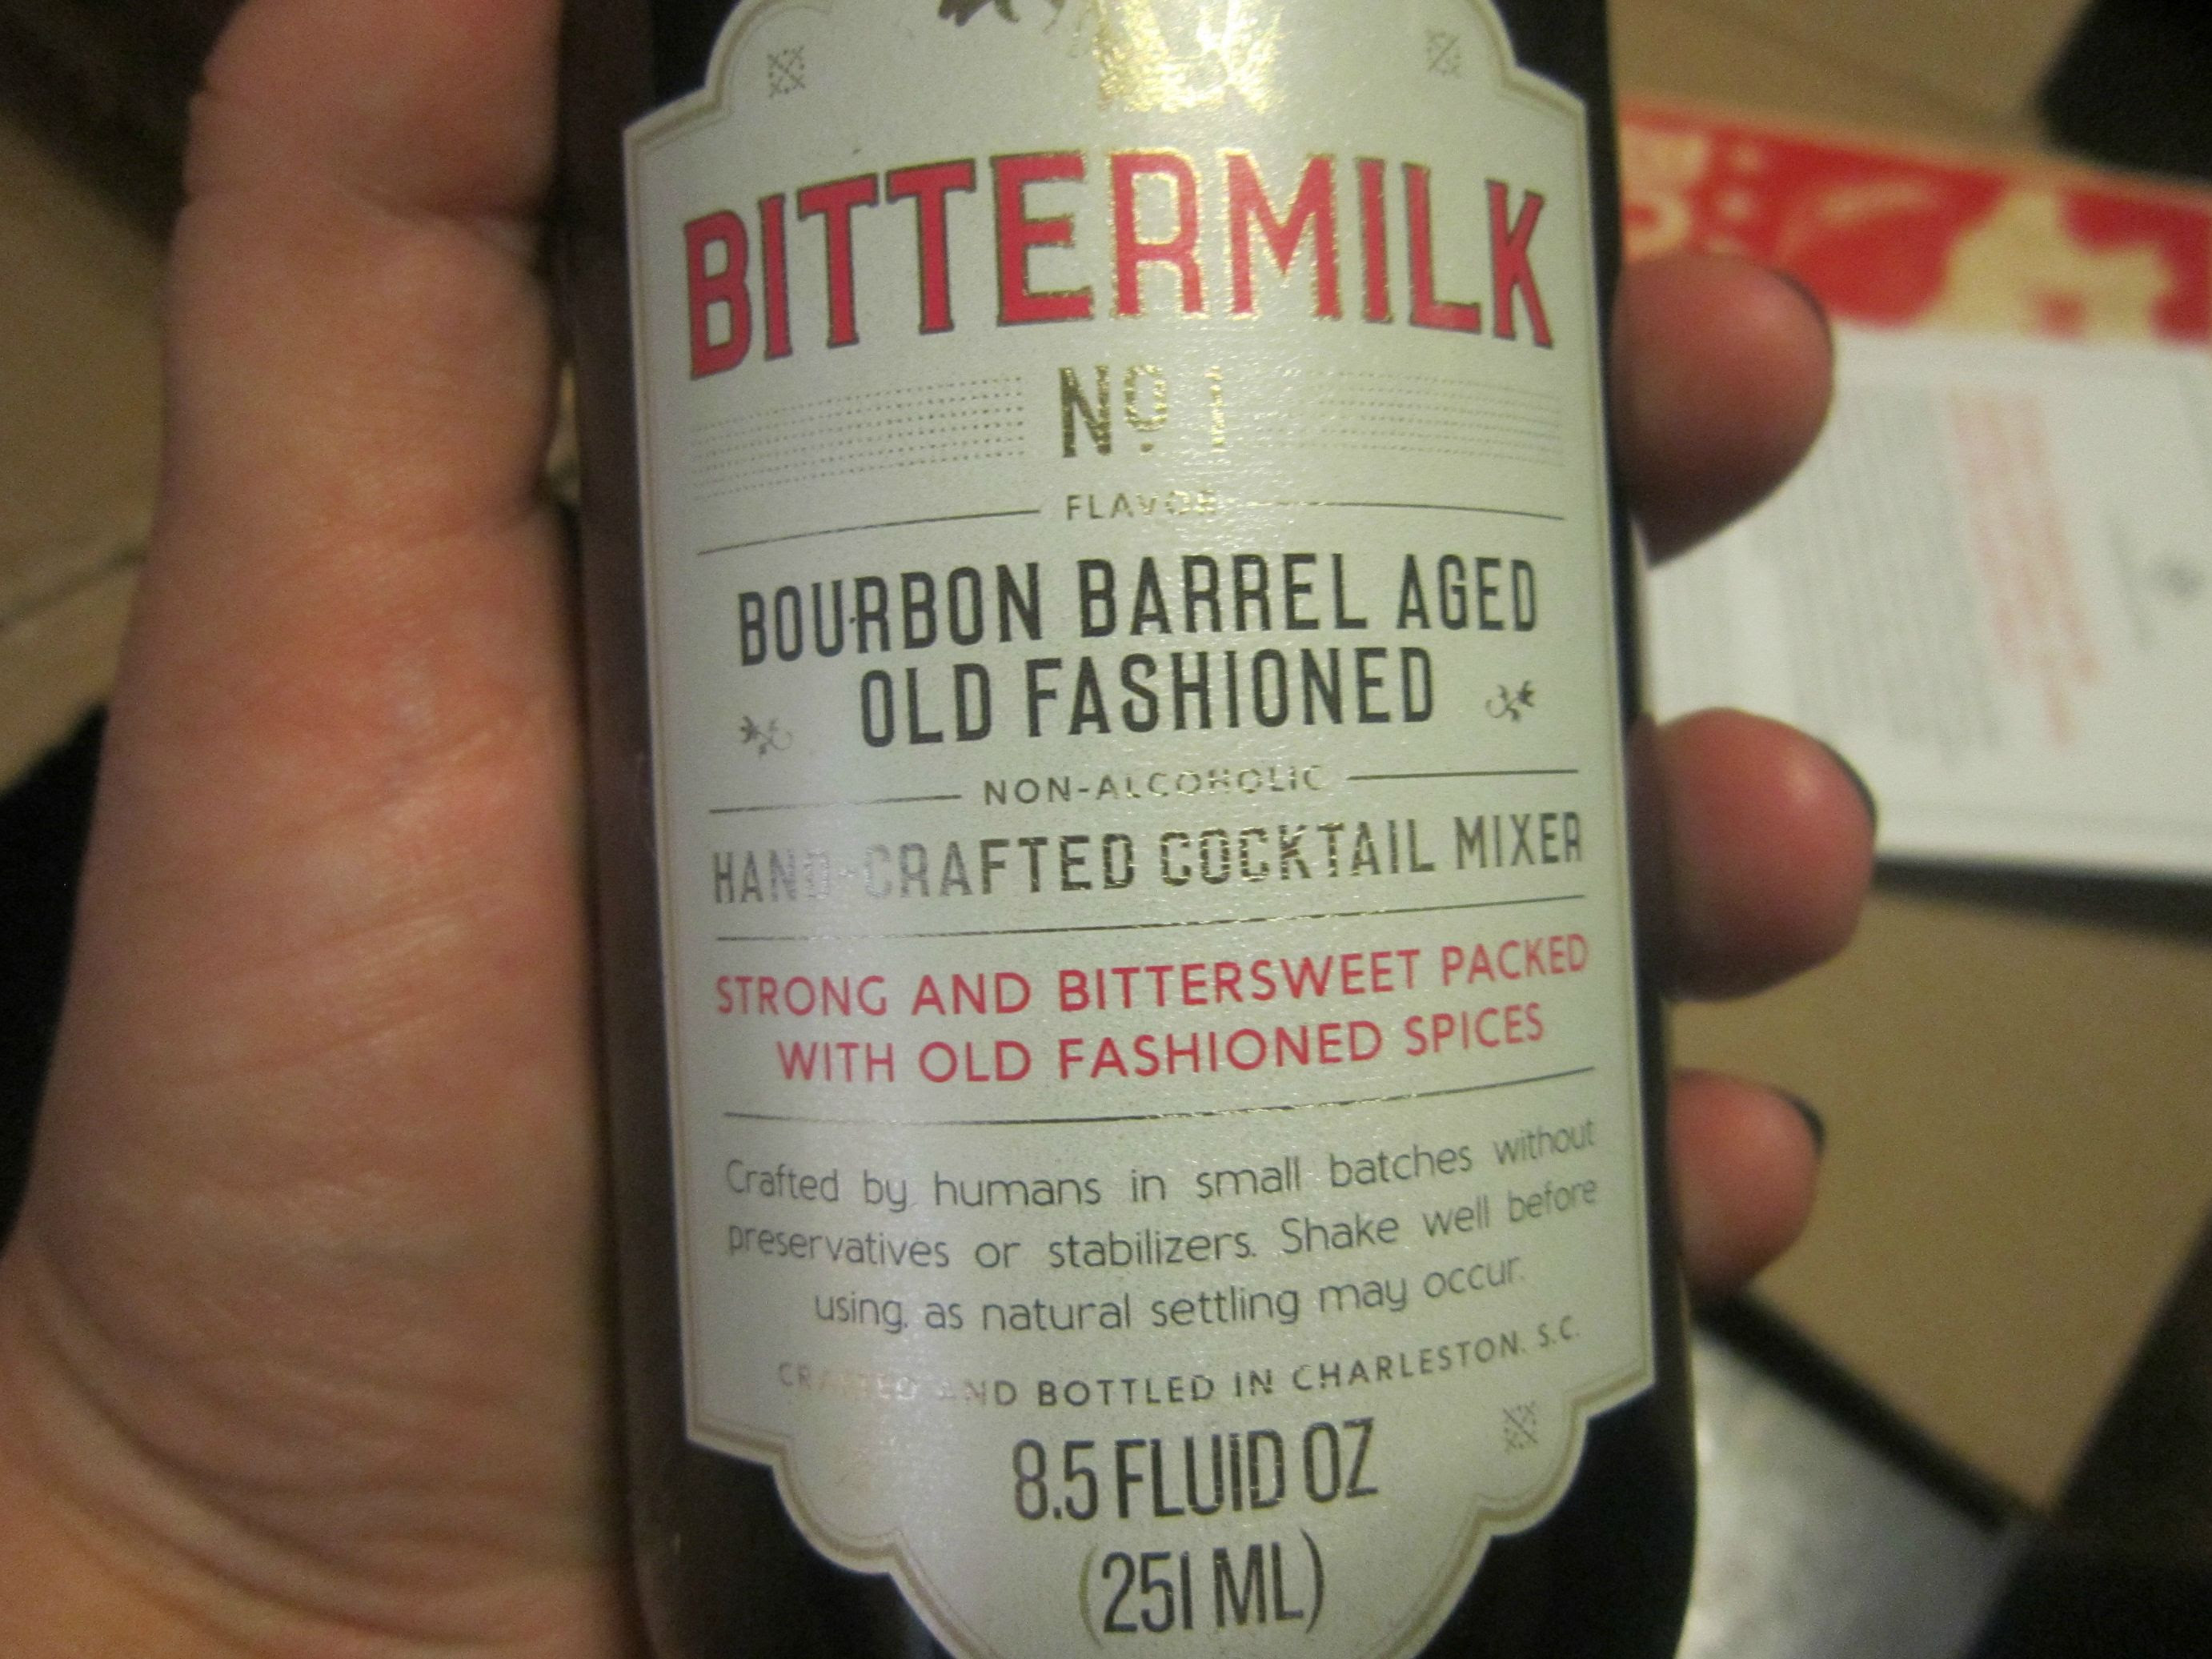 BITTERMILK
Nº 1
FLAVOR
BOURBON BARREL AGED
OLD FASHIONED
NON-ALCOHOLIC
HAND-CRAFTED COCKTAIL MIXER
STRONG AND BITTERSWEET PACKED
WITH OLD FASHIONED SPICES
Crafted by humans in small batches without
preservatives or stabilizers. Shake well before
using, as natural settling may occur.
CRAFTED AND BOTTLED IN CHARLESTON, S.C.
8.5 FLUID OZ
(251 ML)